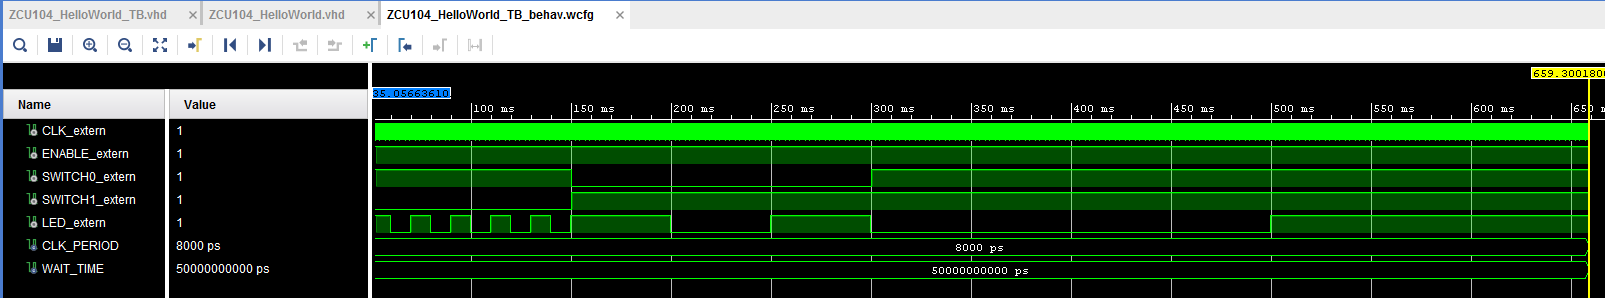 ZCU104_HelloWorld_TB.vhd × ZCU104_HelloWorld.vhd × ZCU104_HelloWorld_TB_behav.wcfg ×
659.3001800
35.05663610
Name Value
100 ms 150 ms 200 ms 250 ms 300 ms 350 ms 400 ms 450 ms 500 ms 550 ms 600 ms 650 m
CLK_extern 1
ENABLE_extern 1
SWITCH0_extern 1
SWITCH1_extern 1
LED_extern 1
CLK_PERIOD 8000 ps 8000 ps
WAIT_TIME 50000000000 ps 50000000000 ps